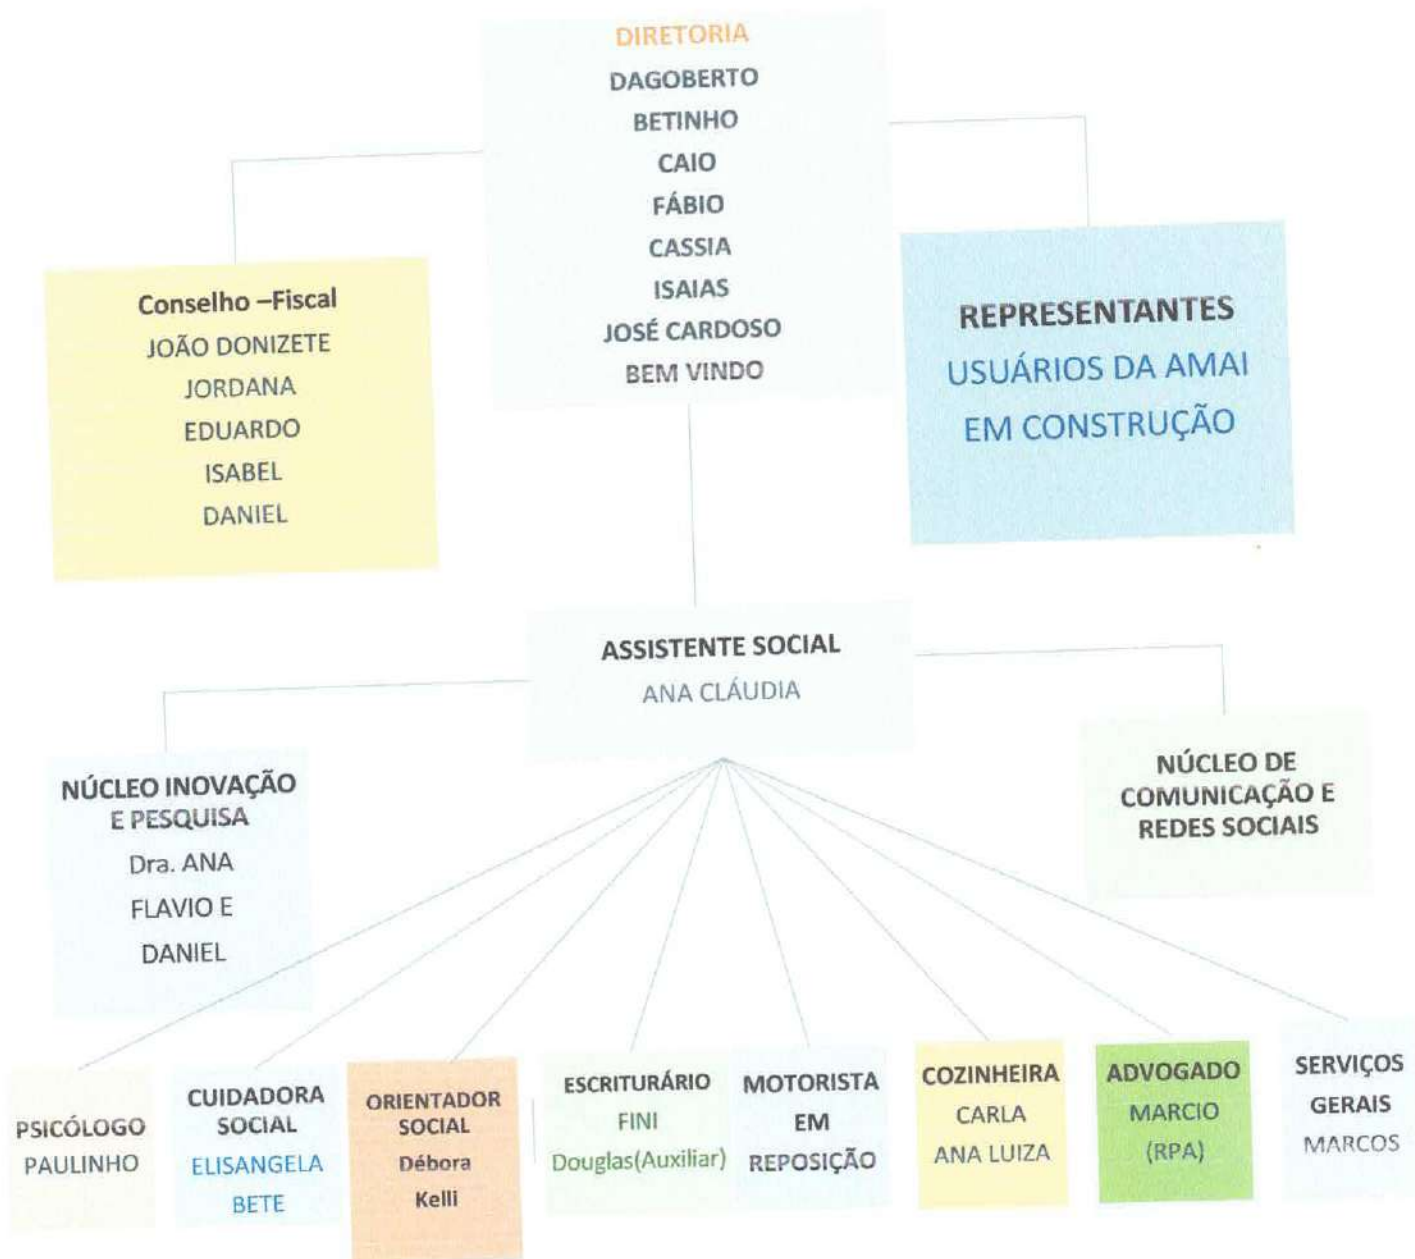 DIRETORIA
DAGOBERTO
BETINHO
CAIO
FÁBIO
CASSIA
ISAIAS
JOSÉ CARDOSO
BEM VINDO
Conselho –Fiscal
JOÃO DONIZETE
JORDANA
EDUARDO
ISABEL
DANIEL
REPRESENTANTES
USUÁRIOS DA AMAI
EM CONSTRUÇÃO
ASSISTENTE SOCIAL
ANA CLÁUDIA
NÚCLEO INOVAÇÃO
E PESQUISA
Dra. ANA
FLAVIO E
DANIEL
NÚCLEO DE
COMUNICAÇÃO E
REDES SOCIAIS
PSICÓLOGO
PAULINHO
CUIDADORA
SOCIAL
ELISANGELA
BETE
ORIENTADOR
SOCIAL
Débora
Kelli
ESCRITURÁRIO
FINI
Douglas(Auxiliar)
MOTORISTA
EM
REPOSIÇÃO
COZINHEIRA
CARLA
ANA LUIZA
ADVOGADO
MARCIO
(RPA)
SERVIÇOS
GERAIS
MARCOS